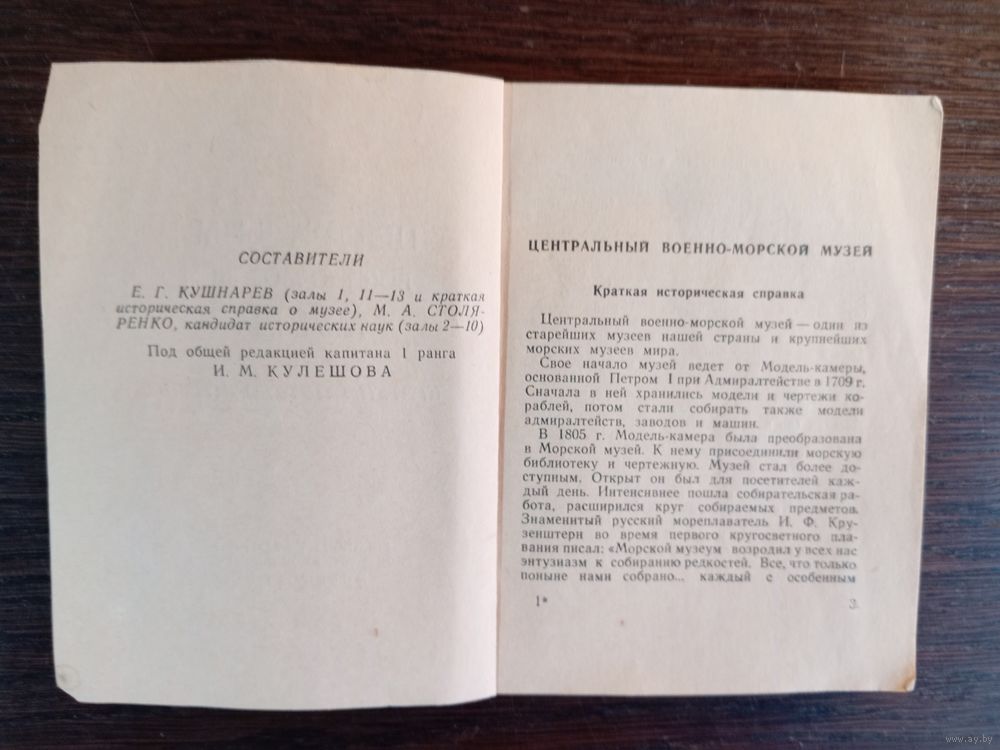 СОСТАВИТЕЛИ
Е. Г. КУШНАРЕВ (залы 1, 11—13 и краткая
историческая справка о музее), М. А. СТОЛЯ-
РЕНКО, кандидат исторических наук (залы 2—10)
Под общей редакцией капитана 1 ранга
И. М. КУЛЕШОВА
ЦЕНТРАЛЬНЫЙ ВОЕННО-МОРСКОЙ МУЗЕЙ
Краткая историческая справка
Центральный военно-морской музей — один из
старейших музеев нашей страны и крупнейших
морских музеев мира.
Свое начало музей ведет от Модель-камеры,
основанной Петром I при Адмиралтействе в 1709 г.
Сначала в ней хранились модели и чертежи ко-
раблей, потом стали собирать также модели
адмиралтейств, заводов и машин.
В 1805 г. Модель-камера была преобразована
в Морской музей. К нему присоединили морскую
библиотеку и чертежную. Музей стал более до-
ступным. Открыт он был для посетителей каж-
дый день. Интенсивнее пошла собирательская ра-
бота, расширился круг собираемых предметов.
Знаменитый русский мореплаватель И. Ф. Кру-
зенштерн во время первого кругосветного пла-
вания писал: «Морской музеум возродил у всех нас
энтузиазм к собиранию редкостей. Все, что только
поныне нами собрано... каждый с особенным
1*
3
www.ay.by